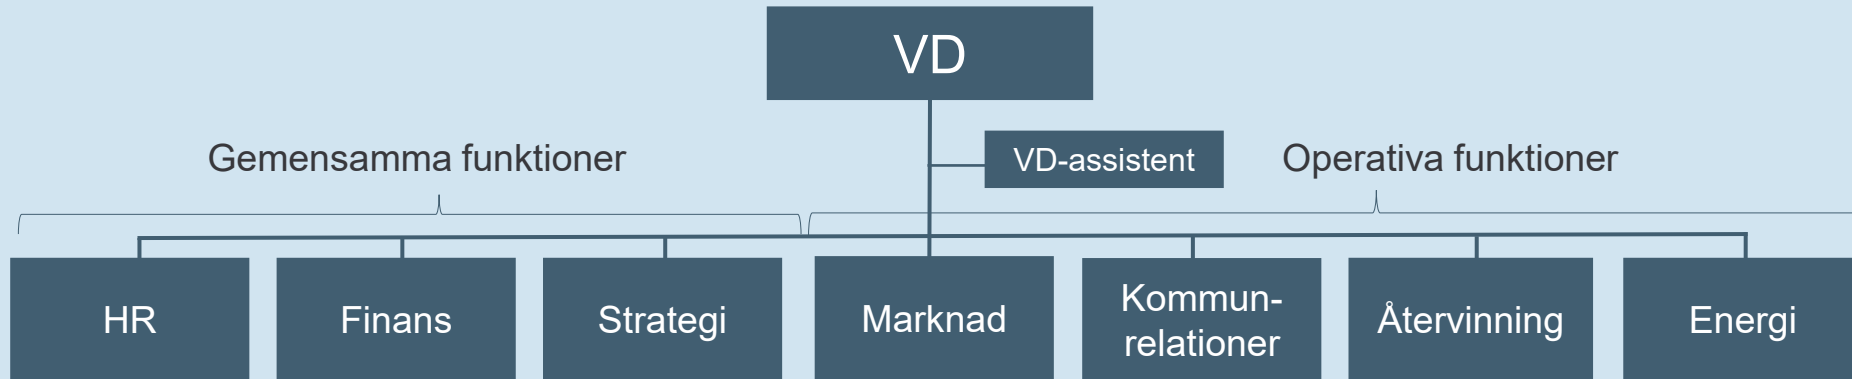 VD
Gemensamma funktioner
VD-assistent
Operativa funktioner
HR
Finans
Strategi
Marknad
Kommun-
relationer
Återvinning
Energi